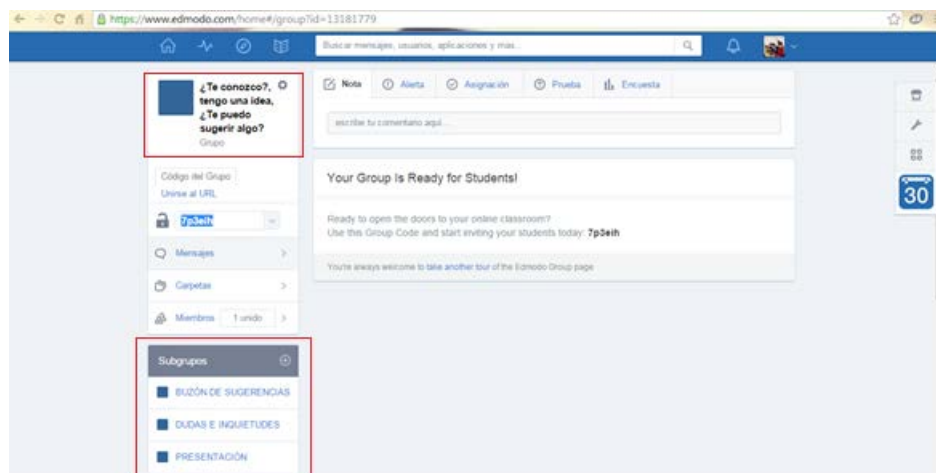 https://www.edmodo.com/home#/group?id=13181779
Buscar mensajes, usuarios, aplicaciones y más...
¿Te conozco?,
tengo una idea,
¿Te puedo
sugerir algo?
Grupo
Nota
Alerta
Asignación
Prueba
Encuesta
escribe tu comentario aquí...
Código del Grupo
Unirse al URL
7p3eih
Mensajes
Carpetas
Miembros
1 unido
Your Group Is Ready for Students!
Ready to open the doors to your online classroom?
Use this Group Code and start inviting your students today: 7p3eih
You're always welcome to take another tour of the Edmodo Group page
30
Subgrupos
BUZÓN DE SUGERENCIAS
DUDAS E INQUIETUDES
PRESENTACIÓN